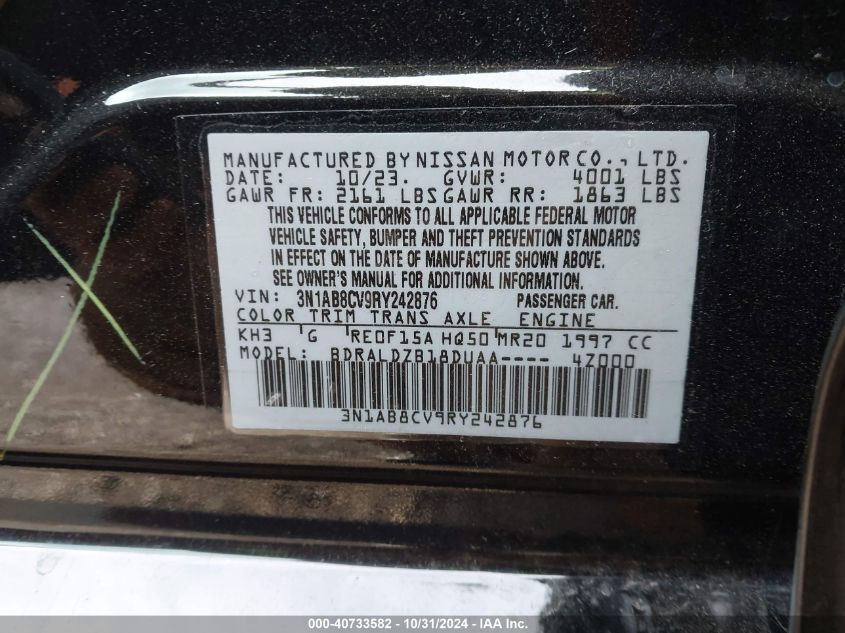 MANUFACTURED BY NISSAN MOTOR CO., LTD.
DATE: 10/23. GVWR: 4001 LBS
GAWR FR: 2161 LBS GAWR RR: 1863 LBS
THIS VEHICLE CONFORMS TO ALL APPLICABLE FEDERAL MOTOR
VEHICLE SAFETY, BUMPER AND THEFT PREVENTION STANDARDS
IN EFFECT ON THE DATE OF MANUFACTURE SHOWN ABOVE.
SEE OWNER'S MANUAL FOR ADDITIONAL INFORMATION.
VIN: 3N1AB8CV9RY242876 PASSENGER CAR.
COLOR TRIM TRANS AXLE ENGINE
KH3 G RE0F15A HQ50 MR20 1997 CC
MODEL: BDRALDZB18DUAA---- 4Z000
3N1AB8CV9RY242876
000-40733582 - 10/31/2024 - IAA Inc.